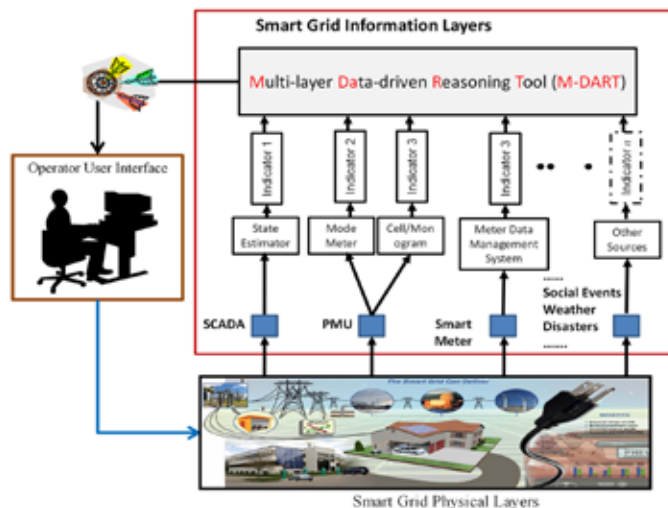 Smart Grid Information Layers
Multi-layer Data-driven Reasoning Tool (M-DART)
Operator User Interface
Indicator 1
Indicator 2
Indicator 3
Indicator 3
Indicator n
State
Estimator
Mode
Meter
Cell/Mon
ogram
Meter Data
Management
System
Other
Sources
......
SCADA
PMU
Smart
Meter
Social Events
Weather
Disasters
......
The Smart Grid Can Deliver
Smart Grid Physical Layers